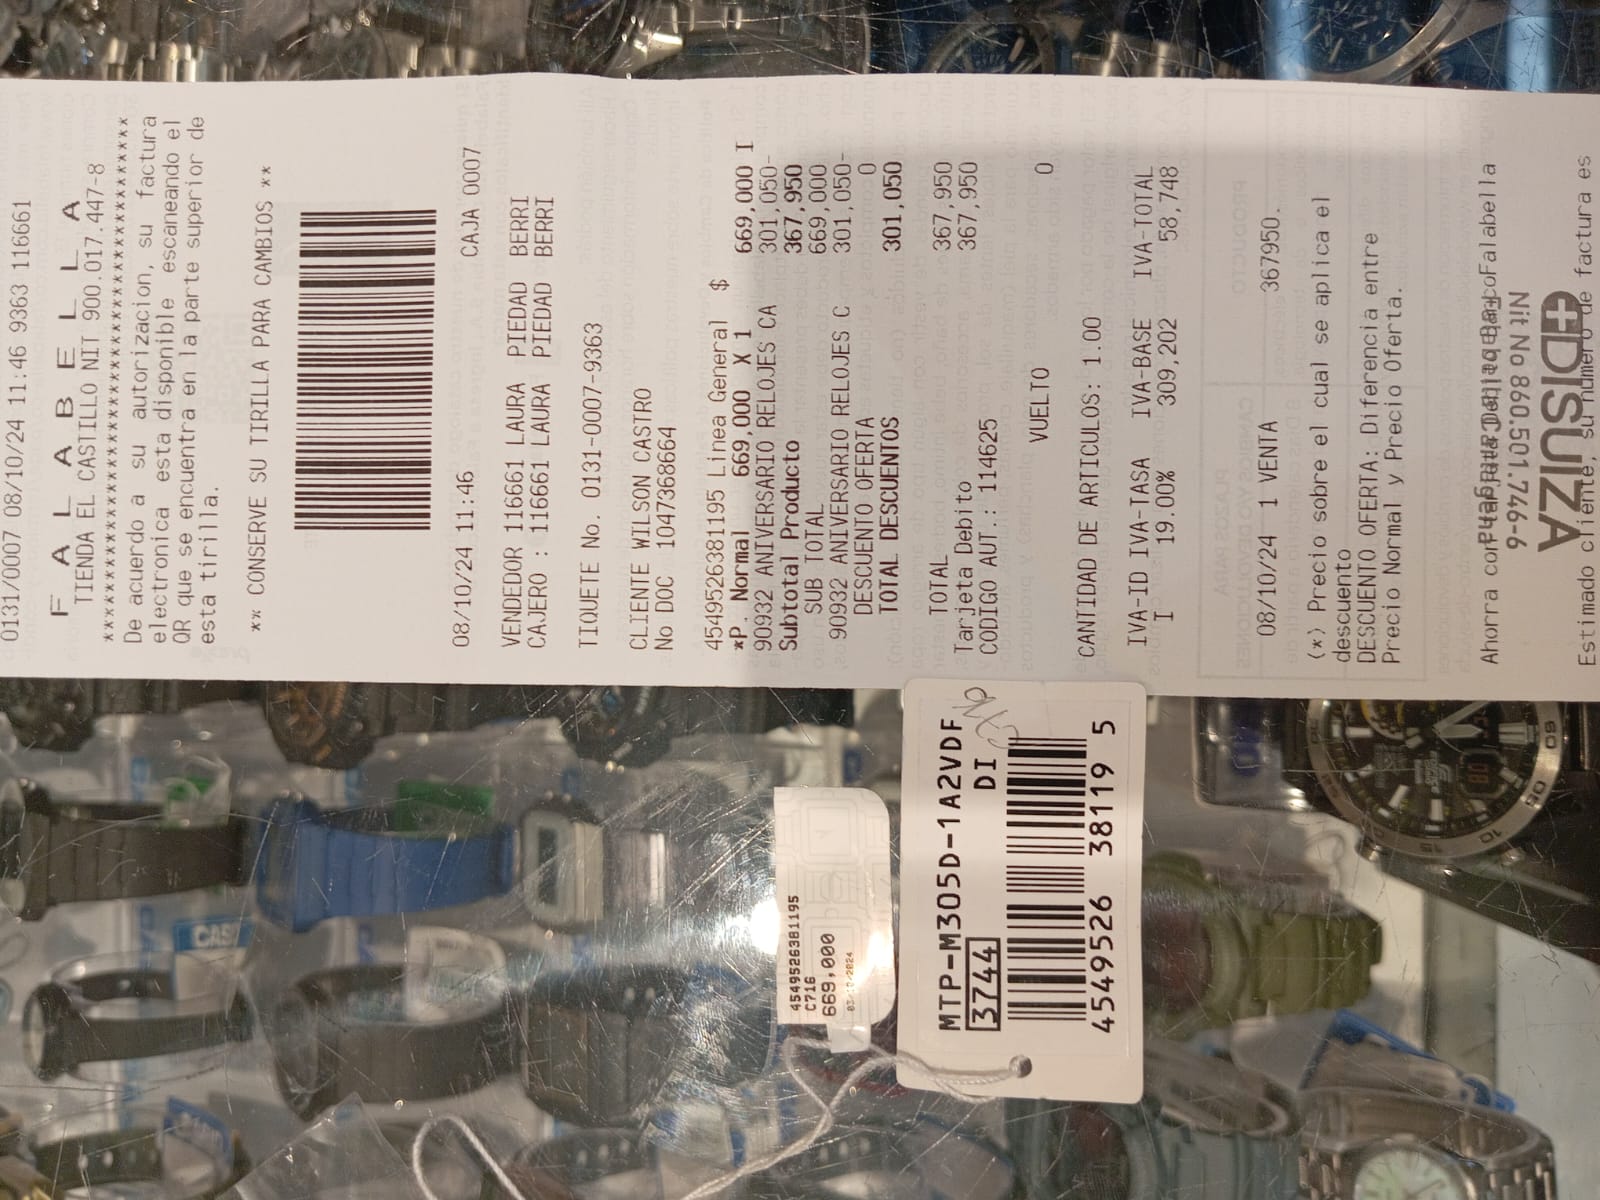 0131/0007 08/10/24 11:46 9363 116661
F A L A B E L L A
TIENDA EL CASTILLO NIT 900.017.447-8
****************************************
De acuerdo a su autorizacion, su factura
electronica esta disponible escaneando el
QR que se encuentra en la parte superior de
esta tirilla.
** CONSERVE SU TIRILLA PARA CAMBIOS **
08/10/24 11:46 CAJA 0007
VENDEDOR 116661 LAURA PIEDAD BERRI
CAJERO : 116661 LAURA PIEDAD BERRI
TIQUETE No. 0131-0007-9363
CLIENTE WILSON CASTRO
No DOC 1047368664
4549526381195 Linea General $ 669,000 I
*P. Normal 669,000 X 1 301,050-
90932 ANIVERSARIO RELOJES CA 367,950
Subtotal Producto 669,000
SUB TOTAL 301,050-
90932 ANIVERSARIO RELOJES C 0
DESCUENTO OFERTA 301,050
TOTAL DESCUENTOS
TOTAL 367,950
Tarjeta Debito 367,950
CODIGO AUT.: 114625
VUELTO 0
CANTIDAD DE ARTICULOS: 1.00
IVA-ID IVA-TASA IVA-BASE IVA-TOTAL
I 19.00% 309,202 58,748
08/10/24 1 VENTA 367950.
(*) Precio sobre el cual se aplica el
descuento
DESCUENTO OFERTA: Diferencia entre
Precio Normal y Precio Oferta.
Ahorra con Falabella
Nit No 860.501.746-6
DISUIZA
Estimado cliente, su número de factura es
4549526381195
C716
669,000
MTP-M305D-1A2VDF
3744 DI
4549526 38119 5
CASI